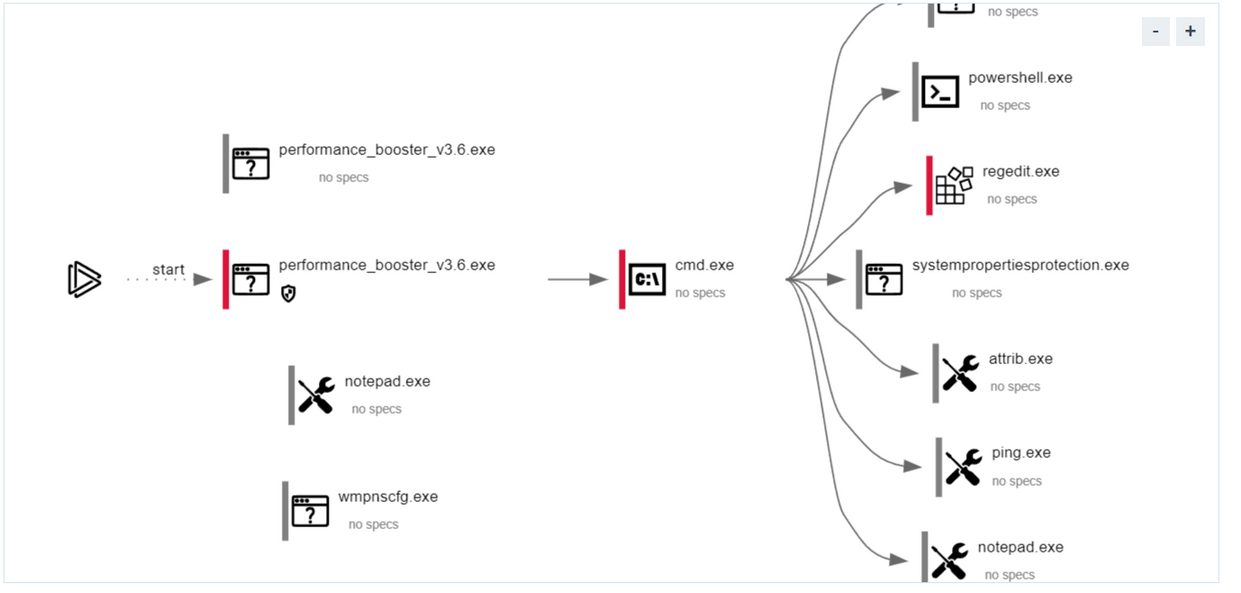 no specs
- +
powershell.exe
no specs
performance_booster_v3.6.exe
no specs
regedit.exe
no specs
start
performance_booster_v3.6.exe
cmd.exe
no specs
C:\
systempropertiesprotection.exe
no specs
attrib.exe
no specs
notepad.exe
no specs
ping.exe
no specs
wmpnscfg.exe
no specs
notepad.exe
no specs